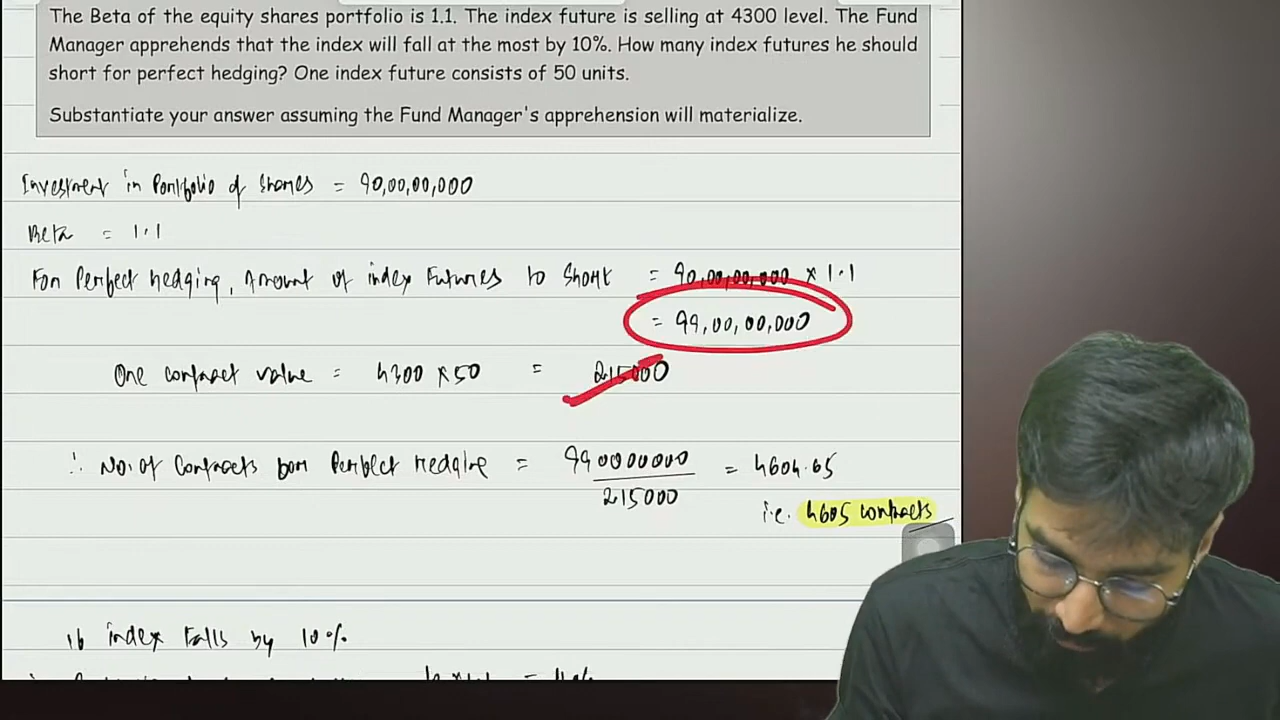 The Beta of the equity shares portfolio is 1.1. The index future is selling at 4300 level. The Fund
Manager apprehends that the index will fall at the most by 10%. How many index futures he should
short for perfect hedging? One index future consists of 50 units.
Substantiate your answer assuming the Fund Manager's apprehension will materialize.
Investment in Portfolio of Shares = 90,00,00,000
Beta = 1.1
For Perfect hedging, Amount of index Futures to Short = 90,00,00,000 × 1.1
= 99,00,00,000
One contract value = 4300 × 50 = 215000
∴ No. of Contracts for Perfect Hedging = 990000000 / 215000 = 4604.65
i.e. 4605 contracts
if index Falls by 10%